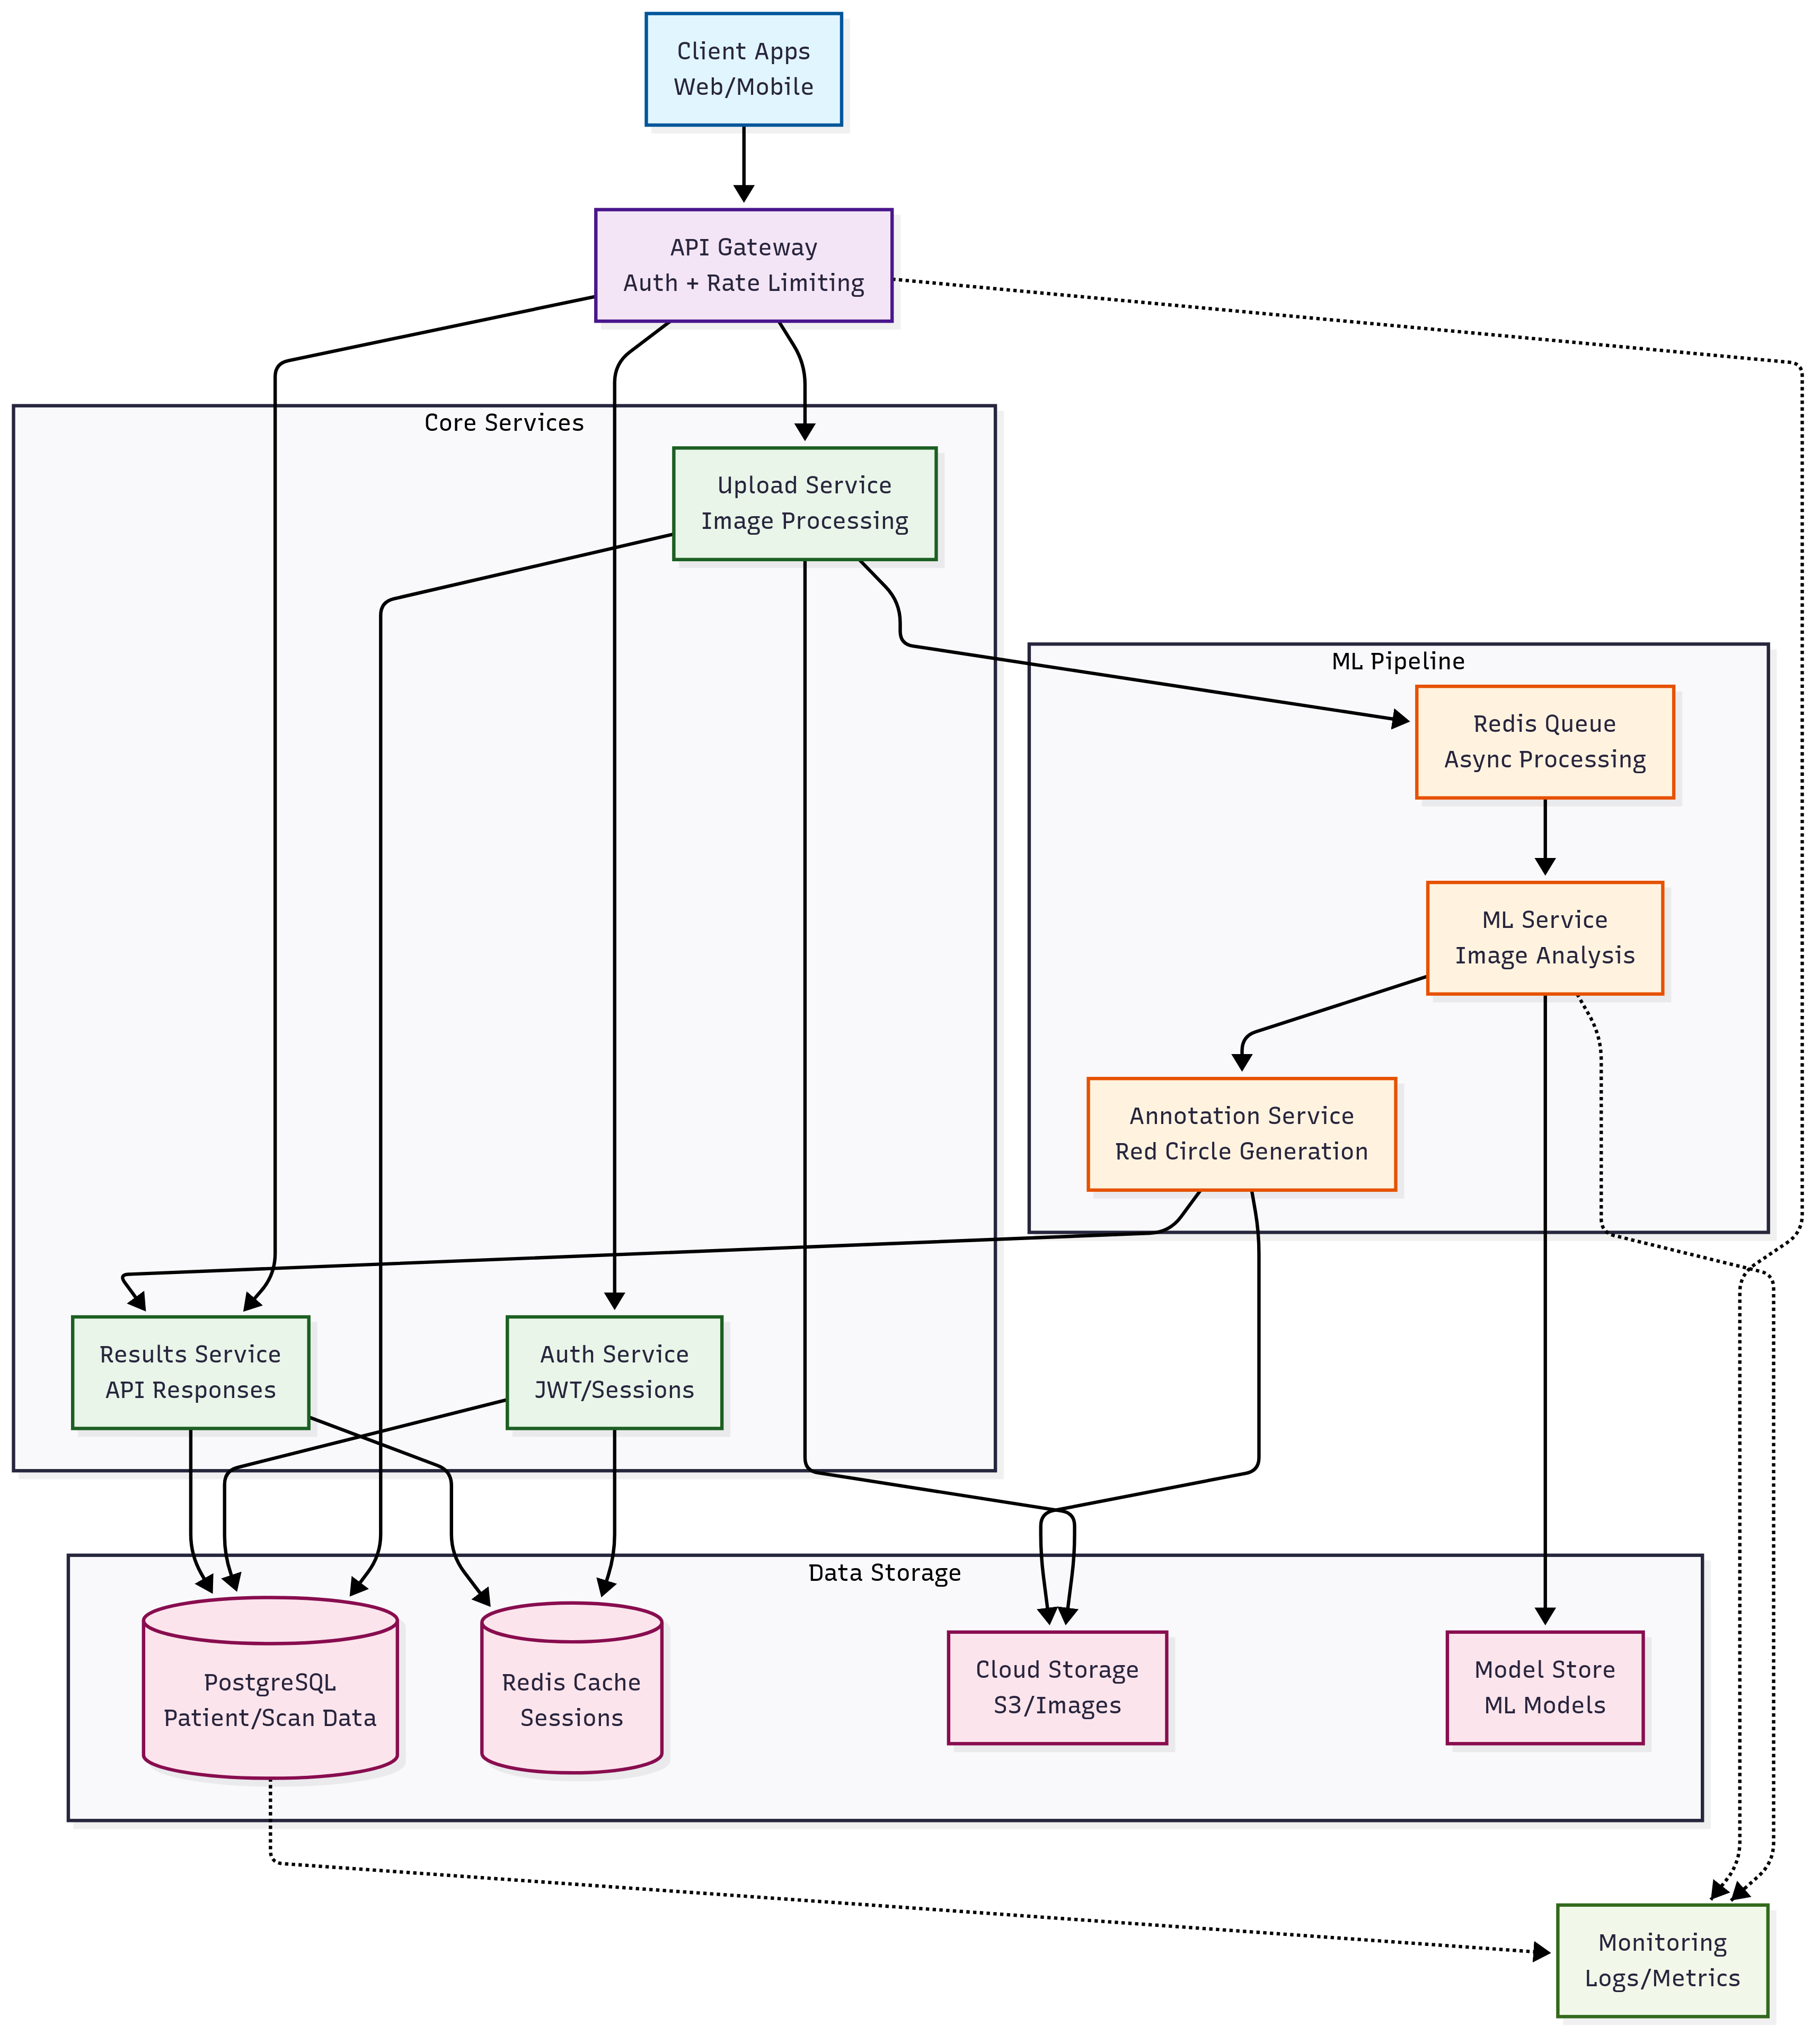 Client Apps
Web/Mobile
API Gateway
Auth + Rate Limiting
Core Services
Upload Service
Image Processing
ML Pipeline
Redis Queue
Async Processing
ML Service
Image Analysis
Annotation Service
Red Circle Generation
Results Service
API Responses
Auth Service
JWT/Sessions
Data Storage
PostgreSQL
Patient/Scan Data
Redis Cache
Sessions
Cloud Storage
S3/Images
Model Store
ML Models
Monitoring
Logs/Metrics